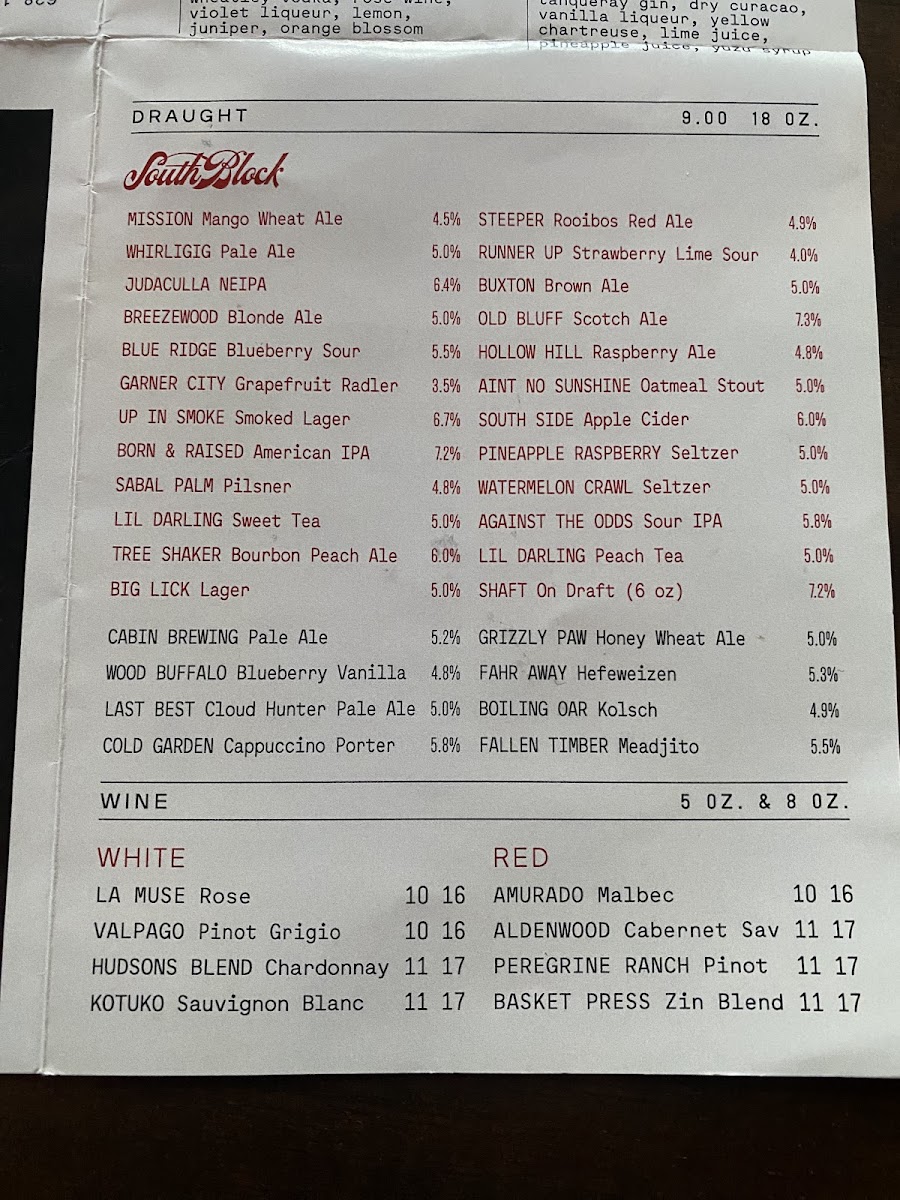 violet liqueur, lemon,
juniper, orange blossom
tanqueray gin, dry curacao,
vanilla liqueur, yellow
chartreuse, lime juice,
pineapple juice, yuzu syrup
DRAUGHT 9.00 18 OZ.
South Block
MISSION Mango Wheat Ale 4.5%
WHIRLIGIG Pale Ale 5.0%
JUDACULLA NEIPA 6.4%
BREEZEWOOD Blonde Ale 5.0%
BLUE RIDGE Blueberry Sour 5.5%
GARNER CITY Grapefruit Radler 3.5%
UP IN SMOKE Smoked Lager 6.7%
BORN & RAISED American IPA 7.2%
SABAL PALM Pilsner 4.8%
LIL DARLING Sweet Tea 5.0%
TREE SHAKER Bourbon Peach Ale 6.0%
BIG LICK Lager 5.0%
STEEPER Rooibos Red Ale 4.9%
RUNNER UP Strawberry Lime Sour 4.0%
BUXTON Brown Ale 5.0%
OLD BLUFF Scotch Ale 7.3%
HOLLOW HILL Raspberry Ale 4.8%
AINT NO SUNSHINE Oatmeal Stout 5.0%
SOUTH SIDE Apple Cider 6.0%
PINEAPPLE RASPBERRY Seltzer 5.0%
WATERMELON CRAWL Seltzer 5.0%
AGAINST THE ODDS Sour IPA 5.8%
LIL DARLING Peach Tea 5.0%
SHAFT On Draft (6 oz) 7.2%
CABIN BREWING Pale Ale 5.2%
WOOD BUFFALO Blueberry Vanilla 4.8%
LAST BEST Cloud Hunter Pale Ale 5.0%
COLD GARDEN Cappuccino Porter 5.8%
GRIZZLY PAW Honey Wheat Ale 5.0%
FAHR AWAY Hefeweizen 5.3%
BOILING OAR Kolsch 4.9%
FALLEN TIMBER Meadjito 5.5%
WINE 5 OZ. & 8 OZ.
WHITE
LA MUSE Rose 10 16
VALPAGO Pinot Grigio 10 16
HUDSONS BLEND Chardonnay 11 17
KOTUKO Sauvignon Blanc 11 17
RED
AMURADO Malbec 10 16
ALDENWOOD Cabernet Sav 11 17
PEREGRINE RANCH Pinot 11 17
BASKET PRESS Zin Blend 11 17